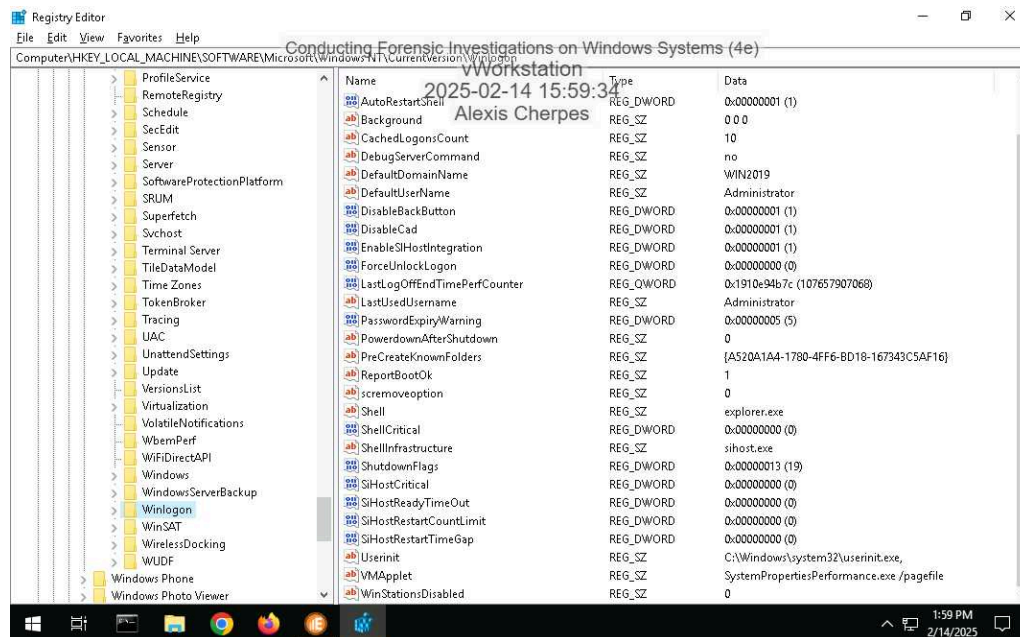 Registry Editor
File Edit View Favorites Help
Conducting Forensic Investigations on Windows Systems (4e)
Computer\HKEY_LOCAL_MACHINE\SOFTWARE\Microsoft\Windows NT\CurrentVersion\Winlogon
vWorkstation
2025-02-14 15:59:34
Alexis Cherpes
ProfileService
RemoteRegistry
Schedule
SecEdit
Sensor
Server
SoftwareProtectionPlatform
SRUM
Superfetch
Svchost
Terminal Server
TileDataModel
Time Zones
TokenBroker
Tracing
UAC
UnattendSettings
Update
VersionsList
Virtualization
VolatileNotifications
WbemPerf
WiFiDirectAPI
Windows
WindowsServerBackup
Winlogon
WinSAT
WirelessDocking
WUDF
Windows Phone
Windows Photo Viewer
Name Type Data
AutoRestartShell REG_DWORD 0x00000001 (1)
Background REG_SZ 0 0 0
CachedLogonsCount REG_SZ 10
DebugServerCommand REG_SZ no
DefaultDomainName REG_SZ WIN2019
DefaultUserName REG_SZ Administrator
DisableBackButton REG_DWORD 0x00000001 (1)
DisableCad REG_DWORD 0x00000001 (1)
EnableSIHostIntegration REG_DWORD 0x00000001 (1)
ForceUnlockLogon REG_DWORD 0x00000000 (0)
LastLogOffEndTimePerfCounter REG_QWORD 0x1910e94b7c (107657907068)
LastUsedUsername REG_SZ Administrator
PasswordExpiryWarning REG_DWORD 0x00000005 (5)
PowerdownAfterShutdown REG_SZ 0
PreCreateKnownFolders REG_SZ {A520A1A4-1780-4FF6-BD18-167343C5AF16}
ReportBootOk REG_SZ 1
scremoveoption REG_SZ 0
Shell REG_SZ explorer.exe
ShellCritical REG_DWORD 0x00000000 (0)
ShellInfrastructure REG_SZ sihost.exe
ShutdownFlags REG_DWORD 0x00000013 (19)
SiHostCritical REG_DWORD 0x00000000 (0)
SiHostReadyTimeOut REG_DWORD 0x00000000 (0)
SiHostRestartCountLimit REG_DWORD 0x00000000 (0)
SiHostRestartTimeGap REG_DWORD 0x00000000 (0)
Userinit REG_SZ C:\Windows\system32\userinit.exe,
VMApplet REG_SZ SystemPropertiesPerformance.exe /pagefile
WinStationsDisabled REG_SZ 0
1:59 PM
2/14/2025